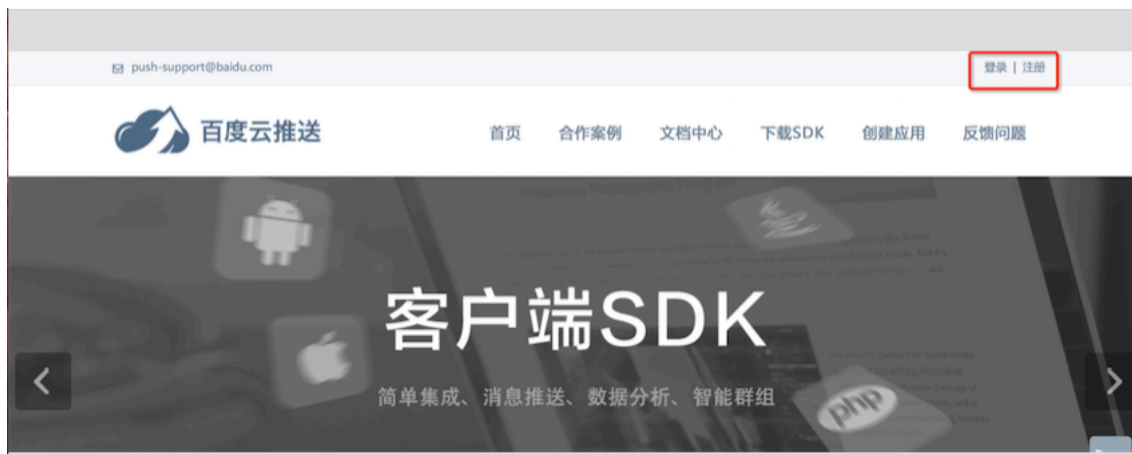 push-support@baidu.com
登录 | 注册
百度云推送
首页 合作案例 文档中心 下载SDK 创建应用 反馈问题
客户端SDK
简单集成、消息推送、数据分析、智能群组
php